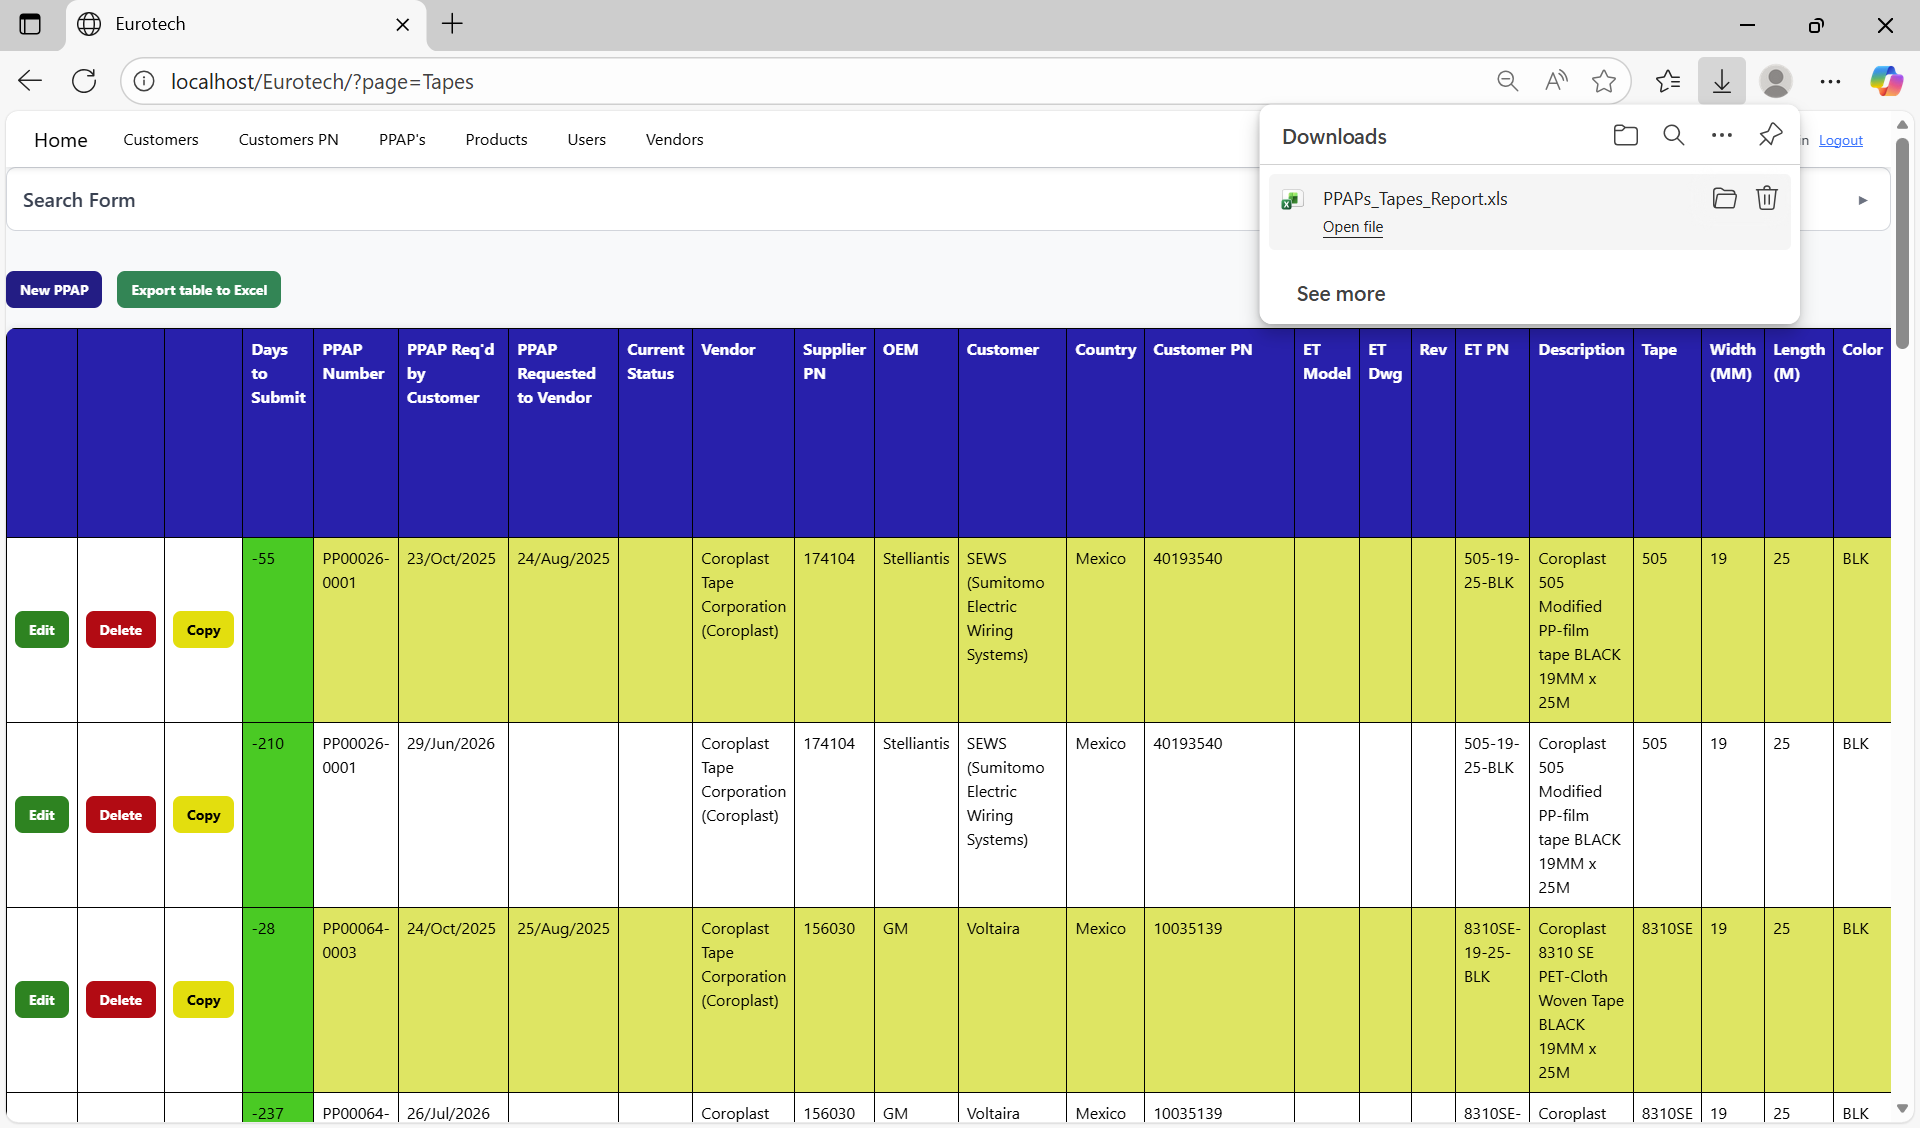 Eurotech
localhost/Eurotech/?page=Tapes
Home Customers Customers PN PPAP's Products Users Vendors
n Logout
Downloads
PPAPs_Tapes_Report.xls
Open file
See more
Search Form
New PPAP Export table to Excel
Days to Submit
PPAP Number
PPAP Req'd by Customer
PPAP Requested to Vendor
Current Status
Vendor
Supplier PN
OEM
Customer
Country
Customer PN
ET Model
ET Dwg
Rev
ET PN
Description
Tape
Width (MM)
Length (M)
Color
Edit Delete Copy
-55
PP00026-0001
23/Oct/2025
24/Aug/2025
Coroplast Tape Corporation (Coroplast)
174104
Stelliantis
SEWS (Sumitomo Electric Wiring Systems)
Mexico
40193540
505-19-25-BLK
Coroplast 505 Modified PP-film tape BLACK 19MM x 25M
505
19
25
BLK
Edit Delete Copy
-210
PP00026-0001
29/Jun/2026
Coroplast Tape Corporation (Coroplast)
174104
Stelliantis
SEWS (Sumitomo Electric Wiring Systems)
Mexico
40193540
505-19-25-BLK
Coroplast 505 Modified PP-film tape BLACK 19MM x 25M
505
19
25
BLK
Edit Delete Copy
-28
PP00064-0003
24/Oct/2025
25/Aug/2025
Coroplast Tape Corporation (Coroplast)
156030
GM
Voltaira
Mexico
10035139
8310SE-19-25-BLK
Coroplast 8310 SE PET-Cloth Woven Tape BLACK 19MM x 25M
8310SE
19
25
BLK
-237
PP00064-
26/Jul/2026
Coroplast
156030
GM
Voltaira
Mexico
10035139
8310SE-
Coroplast
8310SE
19
25
BLK